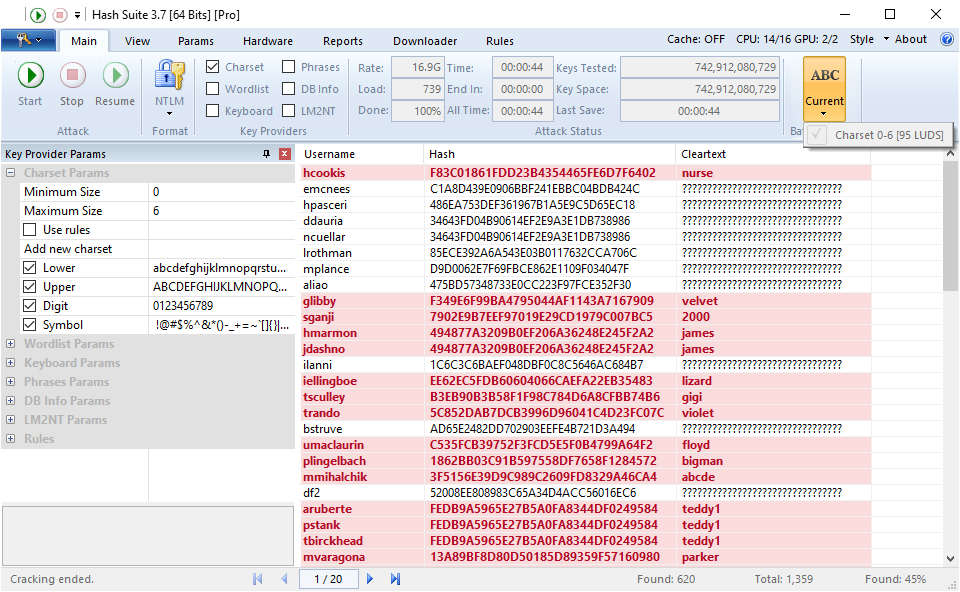 Hash Suite 3.7 [64 Bits] [Pro]
Main View Params Hardware Reports Downloader Rules Cache: OFF CPU: 14/16 GPU: 2/2 Style About
Start Stop Resume
Attack
NTLM
Format
Charset Phrases
Wordlist DB Info
Keyboard LM2NT
Key Providers
Rate: 16.9G Time: 00:00:44 Keys Tested: 742,912,080,729
Load: 739 End In: 00:00:00 Key Space: 742,912,080,729
Done: 100% All Time: 00:00:44 Last Save: 00:00:44
Attack Status
ABC
Current
Charset 0-6 [95 LUDS]
Key Provider Params
Charset Params
Minimum Size 0
Maximum Size 6
Use rules
Add new charset
Lower abcdefghijklmnopqrstu...
Upper ABCDEFGHIJKLMNOPQ...
Digit 0123456789
Symbol !@#$%^&*()-_+=~`[]{}|...
Wordlist Params
Keyboard Params
Phrases Params
DB Info Params
LM2NT Params
Rules
Username Hash Cleartext
hcookis F83C01861FDD23B4354465FE6D7F6402 nurse
emcnees C1A8D439E0906BBF241EBBC04BDB424C ????????????????????????????????
hpasceri 486EA753DEF361967B1A5E9C5D65EC18 ????????????????????????????????
ddauria 34643FD04B90614EF2E9A3E1DB738986 ????????????????????????????????
ncuellar 34643FD04B90614EF2E9A3E1DB738986 ????????????????????????????????
lrothman 85ECE392A6A543E03B0117632CCA706C ????????????????????????????????
mplance D9D0062E7F69FBCE862E1109F034047F ????????????????????????????????
aliao 475BD57348733E0CC223F97FCE352F30 ????????????????????????????????
glibby F349E6F99BA4795044AF1143A7167909 velvet
sganji 7902E9B7EEF97019E29CD1979C007BC5 2000
hmarmon 494877A3209B0EF206A36248E245F2A2 james
jdashno 494877A3209B0EF206A36248E245F2A2 james
ilanni 1C6C3C6BAEF048DBF0C8C5646AC684B7 ????????????????????????????????
iellingboe EE62EC5FDB60604066CAEFA22EB35483 lizard
tsculley B3EB90B3B58F1F98C784D6A8CFBB74B6 gigi
trando 5C852DAB7DCB3996D96041C4D23FC07C violet
bstruve AD65E2482DD702903EEFE4B721D3A494 ????????????????????????????????
umaclaurin C535FCB39752F3FCD5E5F0B4799A64F2 floyd
plingelbach 1862BB03C91B597558DF7658F1284572 bigman
mmihalchik 3F5156E39D9C989C2609FD8329A46CA4 abcde
df2 52008EE808983C65A34D4ACC56016EC6 ????????????????????????????????
aruberte FEDB9A5965E27B5A0FA8344DF0249584 teddy1
pstank FEDB9A5965E27B5A0FA8344DF0249584 teddy1
tbirckhead FEDB9A5965E27B5A0FA8344DF0249584 teddy1
mvaragona 13A89BF8D80D50185D89359F57160980 parker
Cracking ended. 1 / 20 Found: 620 Total: 1,359 Found: 45%